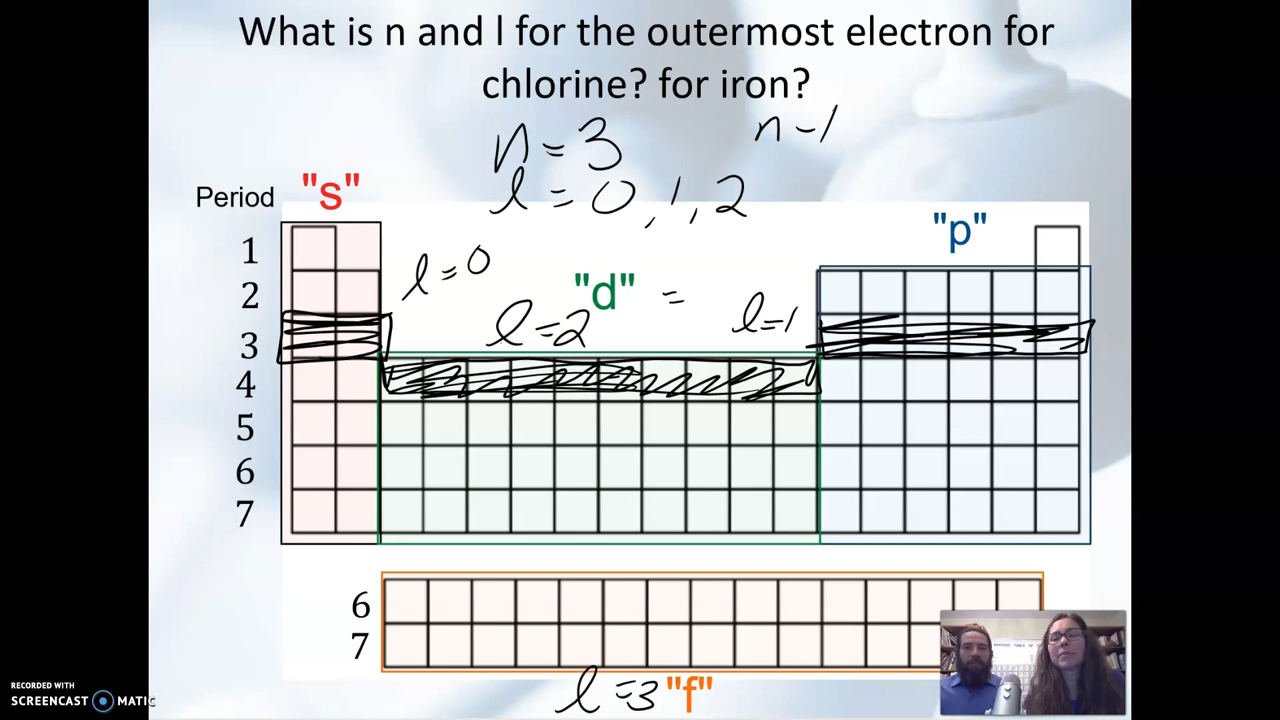 What is n and l for the outermost electron for
chlorine? for iron?
n = 3
n - 1
l = 0, 1, 2
Period
"s"
"p"
1
l = 0
"d" =
2
l = 2
l = 1
3
4
5
6
7
6
7
l = 3 "f"
RECORDED WITH
SCREENCAST MATIC